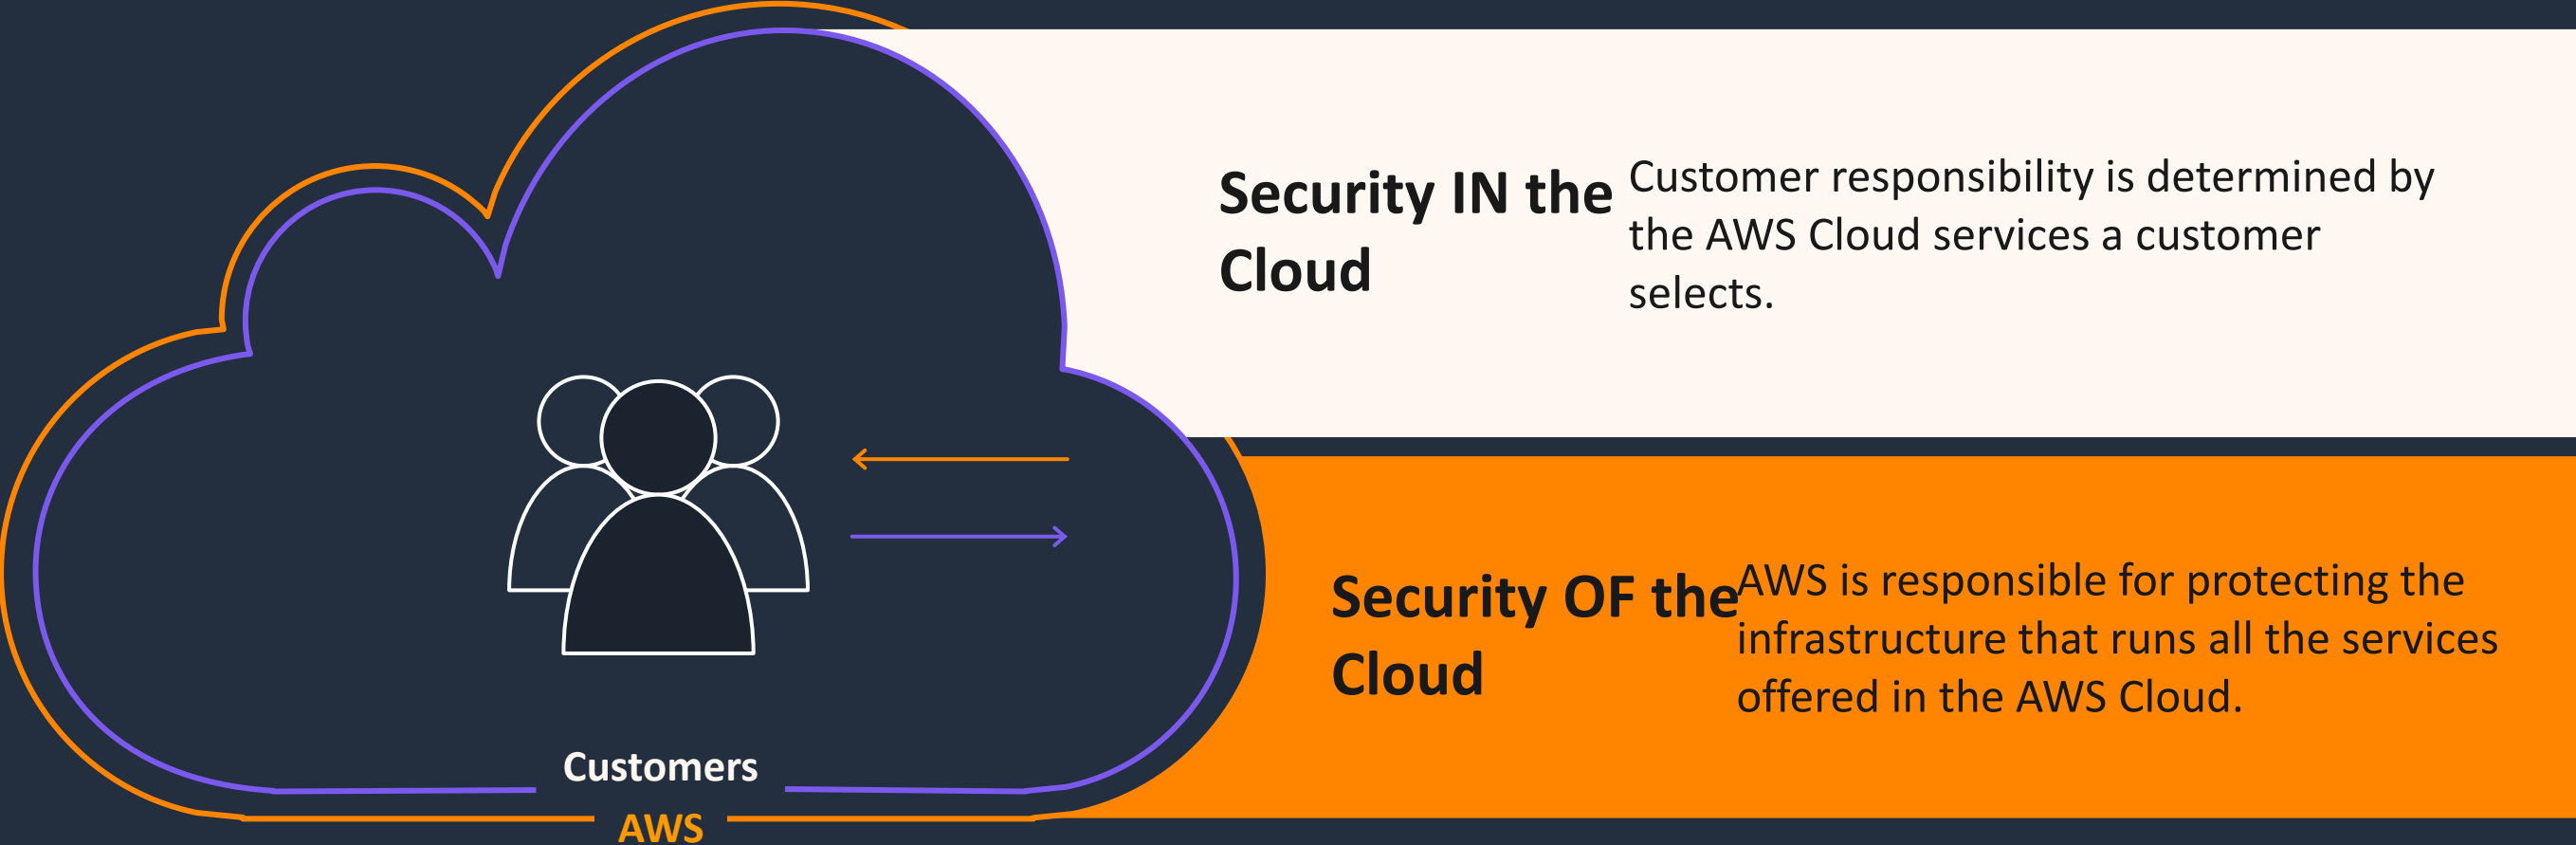 Security IN the
Cloud
Customer responsibility is determined by
the AWS Cloud services a customer
selects.
Security OF the
Cloud
AWS is responsible for protecting the
infrastructure that runs all the services
offered in the AWS Cloud.
Customers
AWS